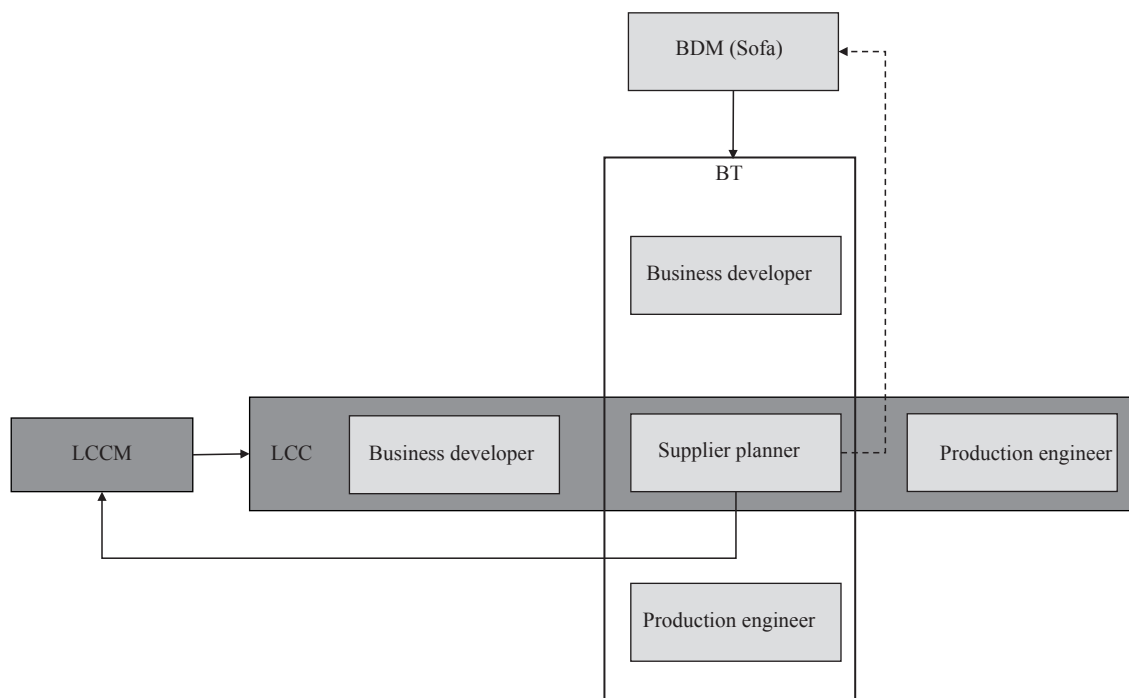 BDM (Sofa)
BT
Business developer
LCCM
LCC
Business developer
Supplier planner
Production engineer
Production engineer